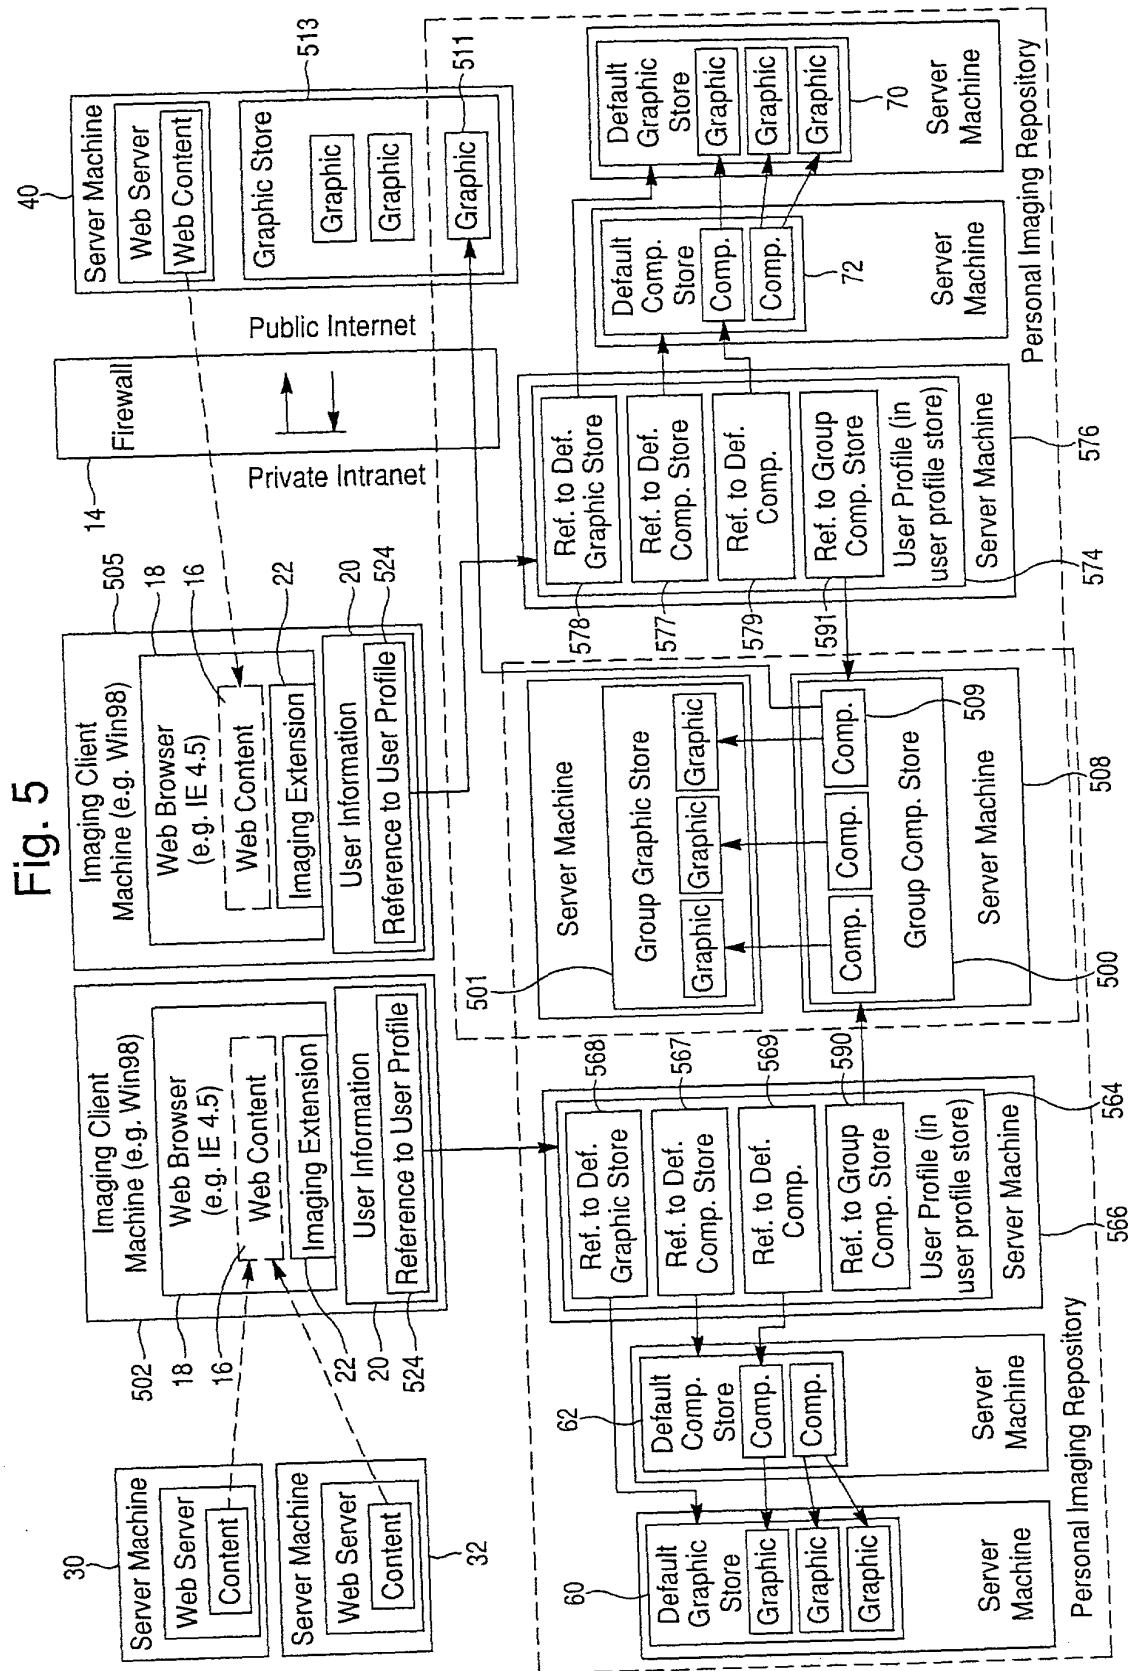 Fig. 5
30
Server Machine
Web Server
Content
Server Machine
Web Server
Content
32
502
18
16
22
20
524
Imaging Client
Machine (e.g. Win98)
Web Browser
(e.g. IE 4.5)
Web Content
Imaging Extension
User Information
Reference to User Profile
Imaging Client
Machine (e.g. Win98)
Web Browser
(e.g. IE 4.5)
Web Content
Imaging Extension
User Information
Reference to User Profile
505
18
16
22
20
524
14
Firewall
Private Intranet
Public Internet
40
Server Machine
Web Server
Web Content
Graphic Store
Graphic
Graphic
Graphic
513
511
60
Default
Graphic
Store
Graphic
Graphic
Graphic
Server
Machine
62
Default
Comp.
Store
Comp.
Comp.
Server
Machine
Personal Imaging Repository
Ref. to Def.
Graphic Store
568
Ref. to Def.
Comp. Store
567
Ref. to Def.
Comp.
569
Ref. to Group
Comp. Store
590
User Profile (in
user profile store)
564
Server Machine
566
501
Server Machine
Group Graphic Store
Graphic
Graphic
Graphic
Comp.
Comp.
Comp.
509
Group Comp. Store
500
Server Machine
508
578
Ref. to Def.
Graphic Store
577
Ref. to Def.
Comp. Store
579
Ref. to Def.
Comp.
591
Ref. to Group
Comp. Store
User Profile (in
user profile store)
574
Server Machine
576
Default
Comp.
Store
Comp.
Comp.
72
Server
Machine
Default
Graphic
Store
Graphic
Graphic
Graphic
70
Server
Machine
Personal Imaging Repository